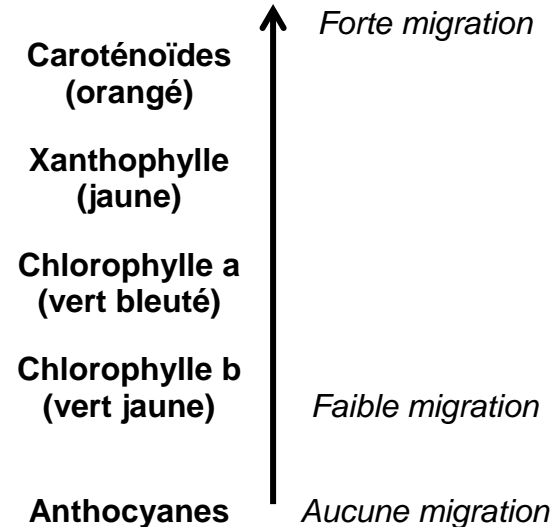 Forte migration
Caroténoïdes
(orangé)
Xanthophylle
(jaune)
Chlorophylle a
(vert bleuté)
Chlorophylle b
(vert jaune)
Faible migration
Anthocyanes
Aucune migration